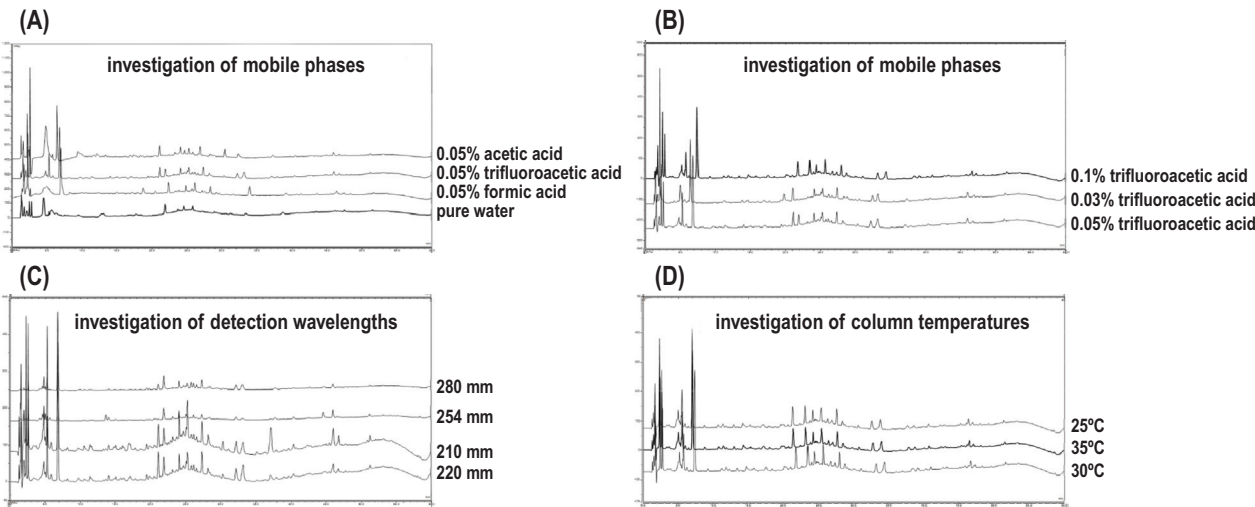 (A)
investigation of mobile phases
0.05% acetic acid
0.05% trifluoroacetic acid
0.05% formic acid
pure water
(B)
investigation of mobile phases
0.1% trifluoroacetic acid
0.03% trifluoroacetic acid
0.05% trifluoroacetic acid
(C)
investigation of detection wavelengths
280 mm
254 mm
210 mm
220 mm
(D)
investigation of column temperatures
25ºC
35ºC
30ºC